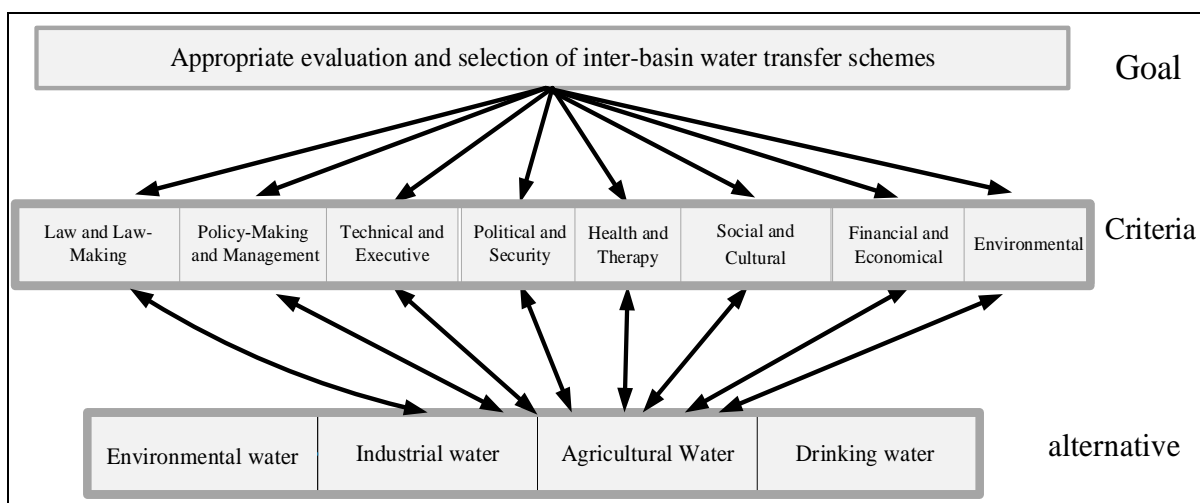 Appropriate evaluation and selection of inter-basin water transfer schemes
Goal
Law and Law-
Making
Policy-Making
and Management
Technical and
Executive
Political and
Security
Health and
Therapy
Social and
Cultural
Financial and
Economical
Environmental
Criteria
Environmental water
Industrial water
Agricultural Water
Drinking water
alternative